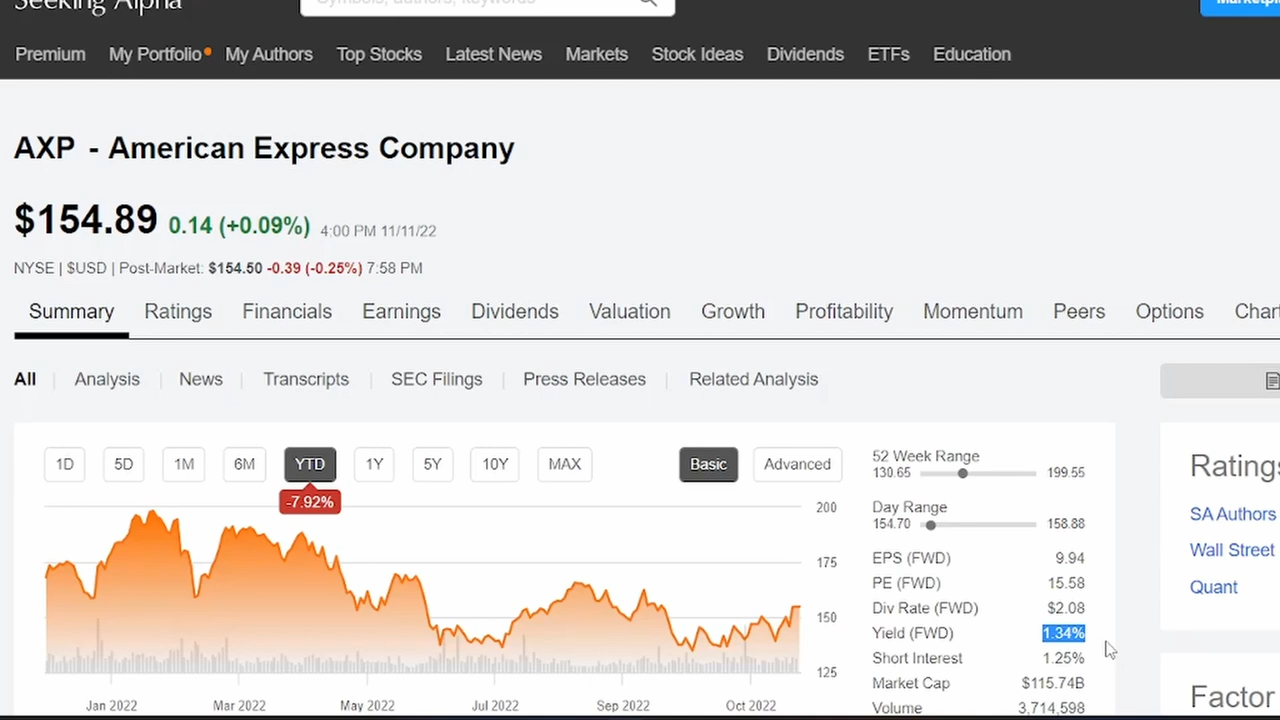 Seeking Alpha
Symbols, authors, keywords
Premium My Portfolio My Authors Top Stocks Latest News Markets Stock Ideas Dividends ETFs Education
AXP - American Express Company
$154.89 0.14 (+0.09%) 4:00 PM 11/11/22
NYSE | $USD | Post-Market: $154.50 -0.39 (-0.25%) 7:58 PM
Summary Ratings Financials Earnings Dividends Valuation Growth Profitability Momentum Peers Options Chart
All Analysis News Transcripts SEC Filings Press Releases Related Analysis
1D 5D 1M 6M YTD 1Y 5Y 10Y MAX Basic Advanced
-7.92%
200
175
150
125
Jan 2022 Mar 2022 May 2022 Jul 2022 Sep 2022 Oct 2022
52 Week Range
130.65 199.55
Day Range
154.70 158.88
EPS (FWD) 9.94
PE (FWD) 15.58
Div Rate (FWD) $2.08
Yield (FWD) 1.34%
Short Interest 1.25%
Market Cap $115.74B
Volume 3,714,598
Ratings
SA Authors
Wall Street
Quant
Factor